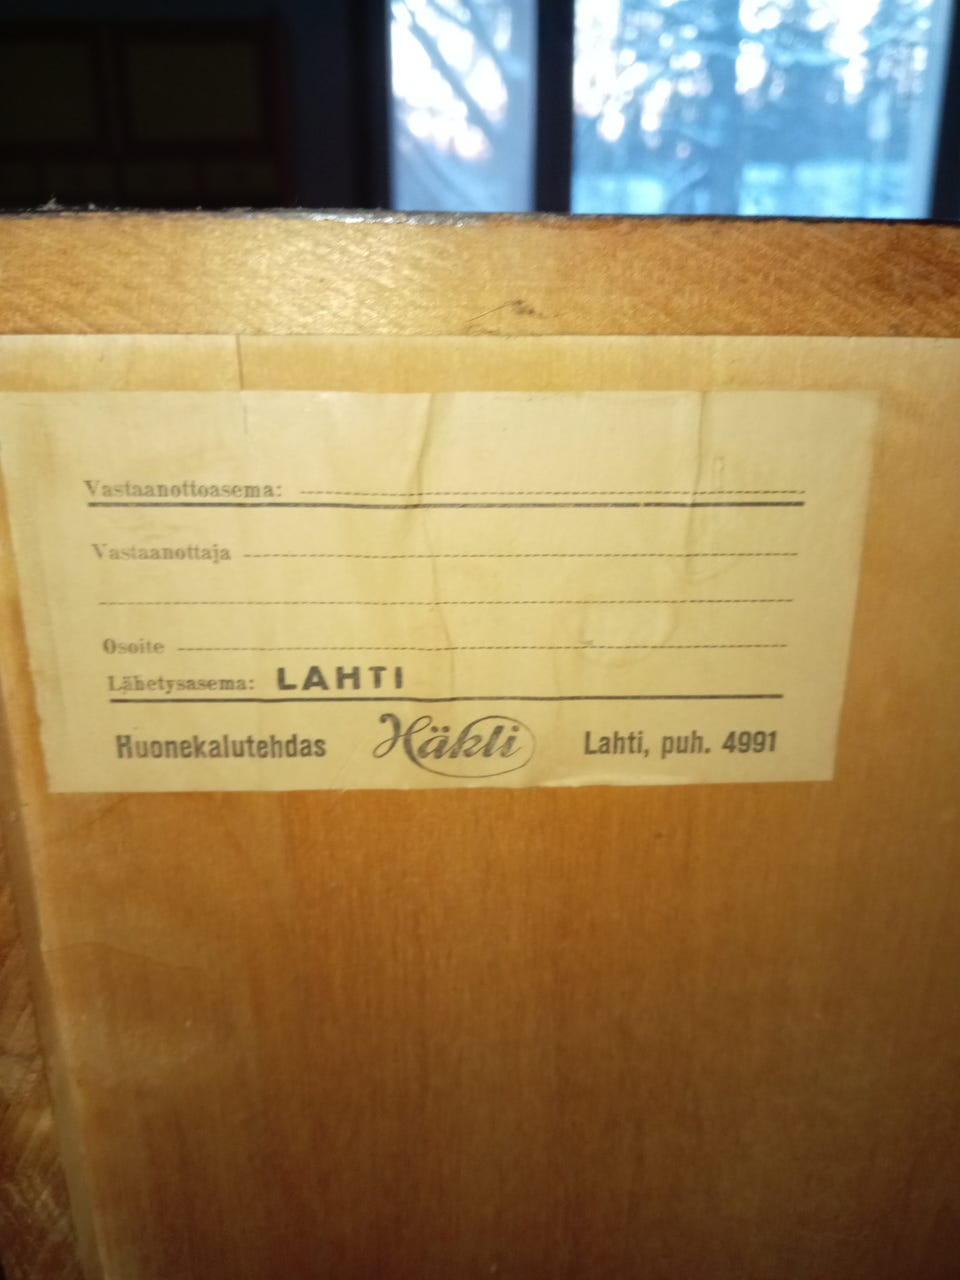 Vastaanottoasema:
Vastaanottaja
Osoite
Lähetysasema: LAHTI
Huonekalutehdas Häkli Lahti, puh. 4991